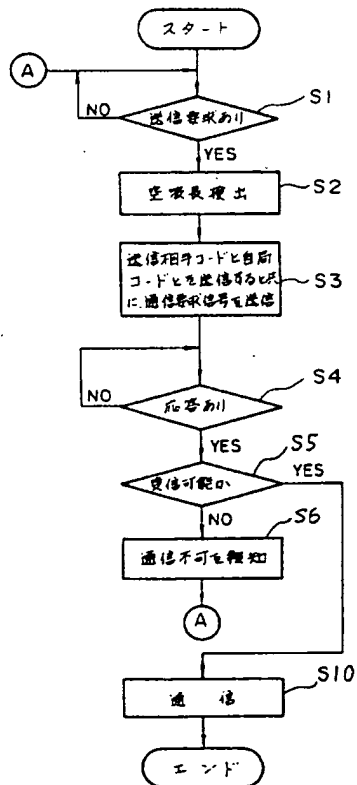 スタート
A
送信要求あり
S1
NO
YES
空波長検出
S2
送信相手コードと自局
コードとを送信すると共
に通信要求信号を送信
S3
応答あり
S4
NO
YES
受信可能か
S5
YES
NO
S6
通信不可を報知
A
S10
通信
エンド